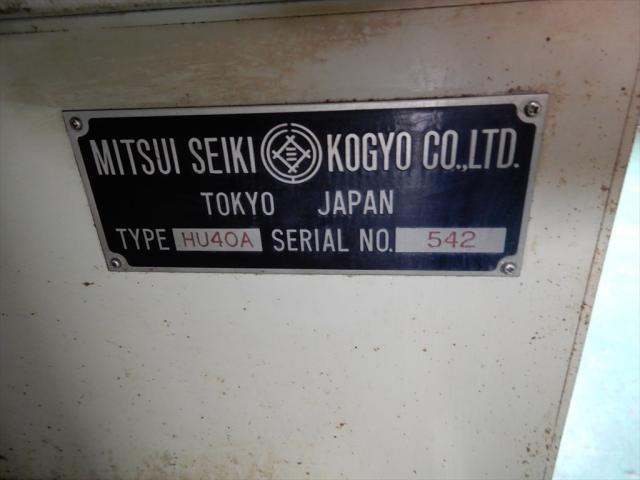 MITSUI SEIKI KOGYO CO.,LTD.
TOKYO JAPAN
TYPE HU40A SERIAL NO. 542